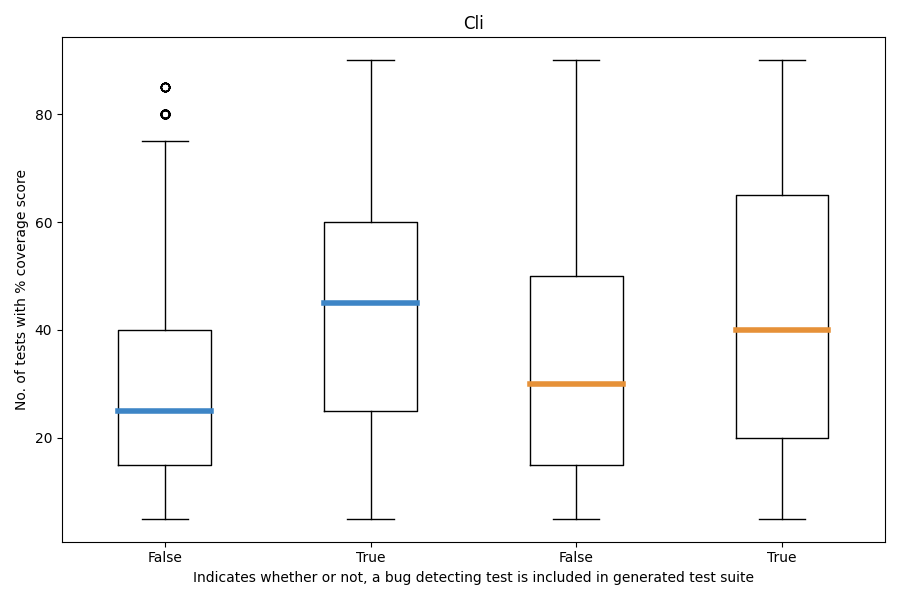 Cli
No. of tests with % coverage score
80
60
40
20
False
True
False
True
Indicates whether or not, a bug detecting test is included in generated test suite